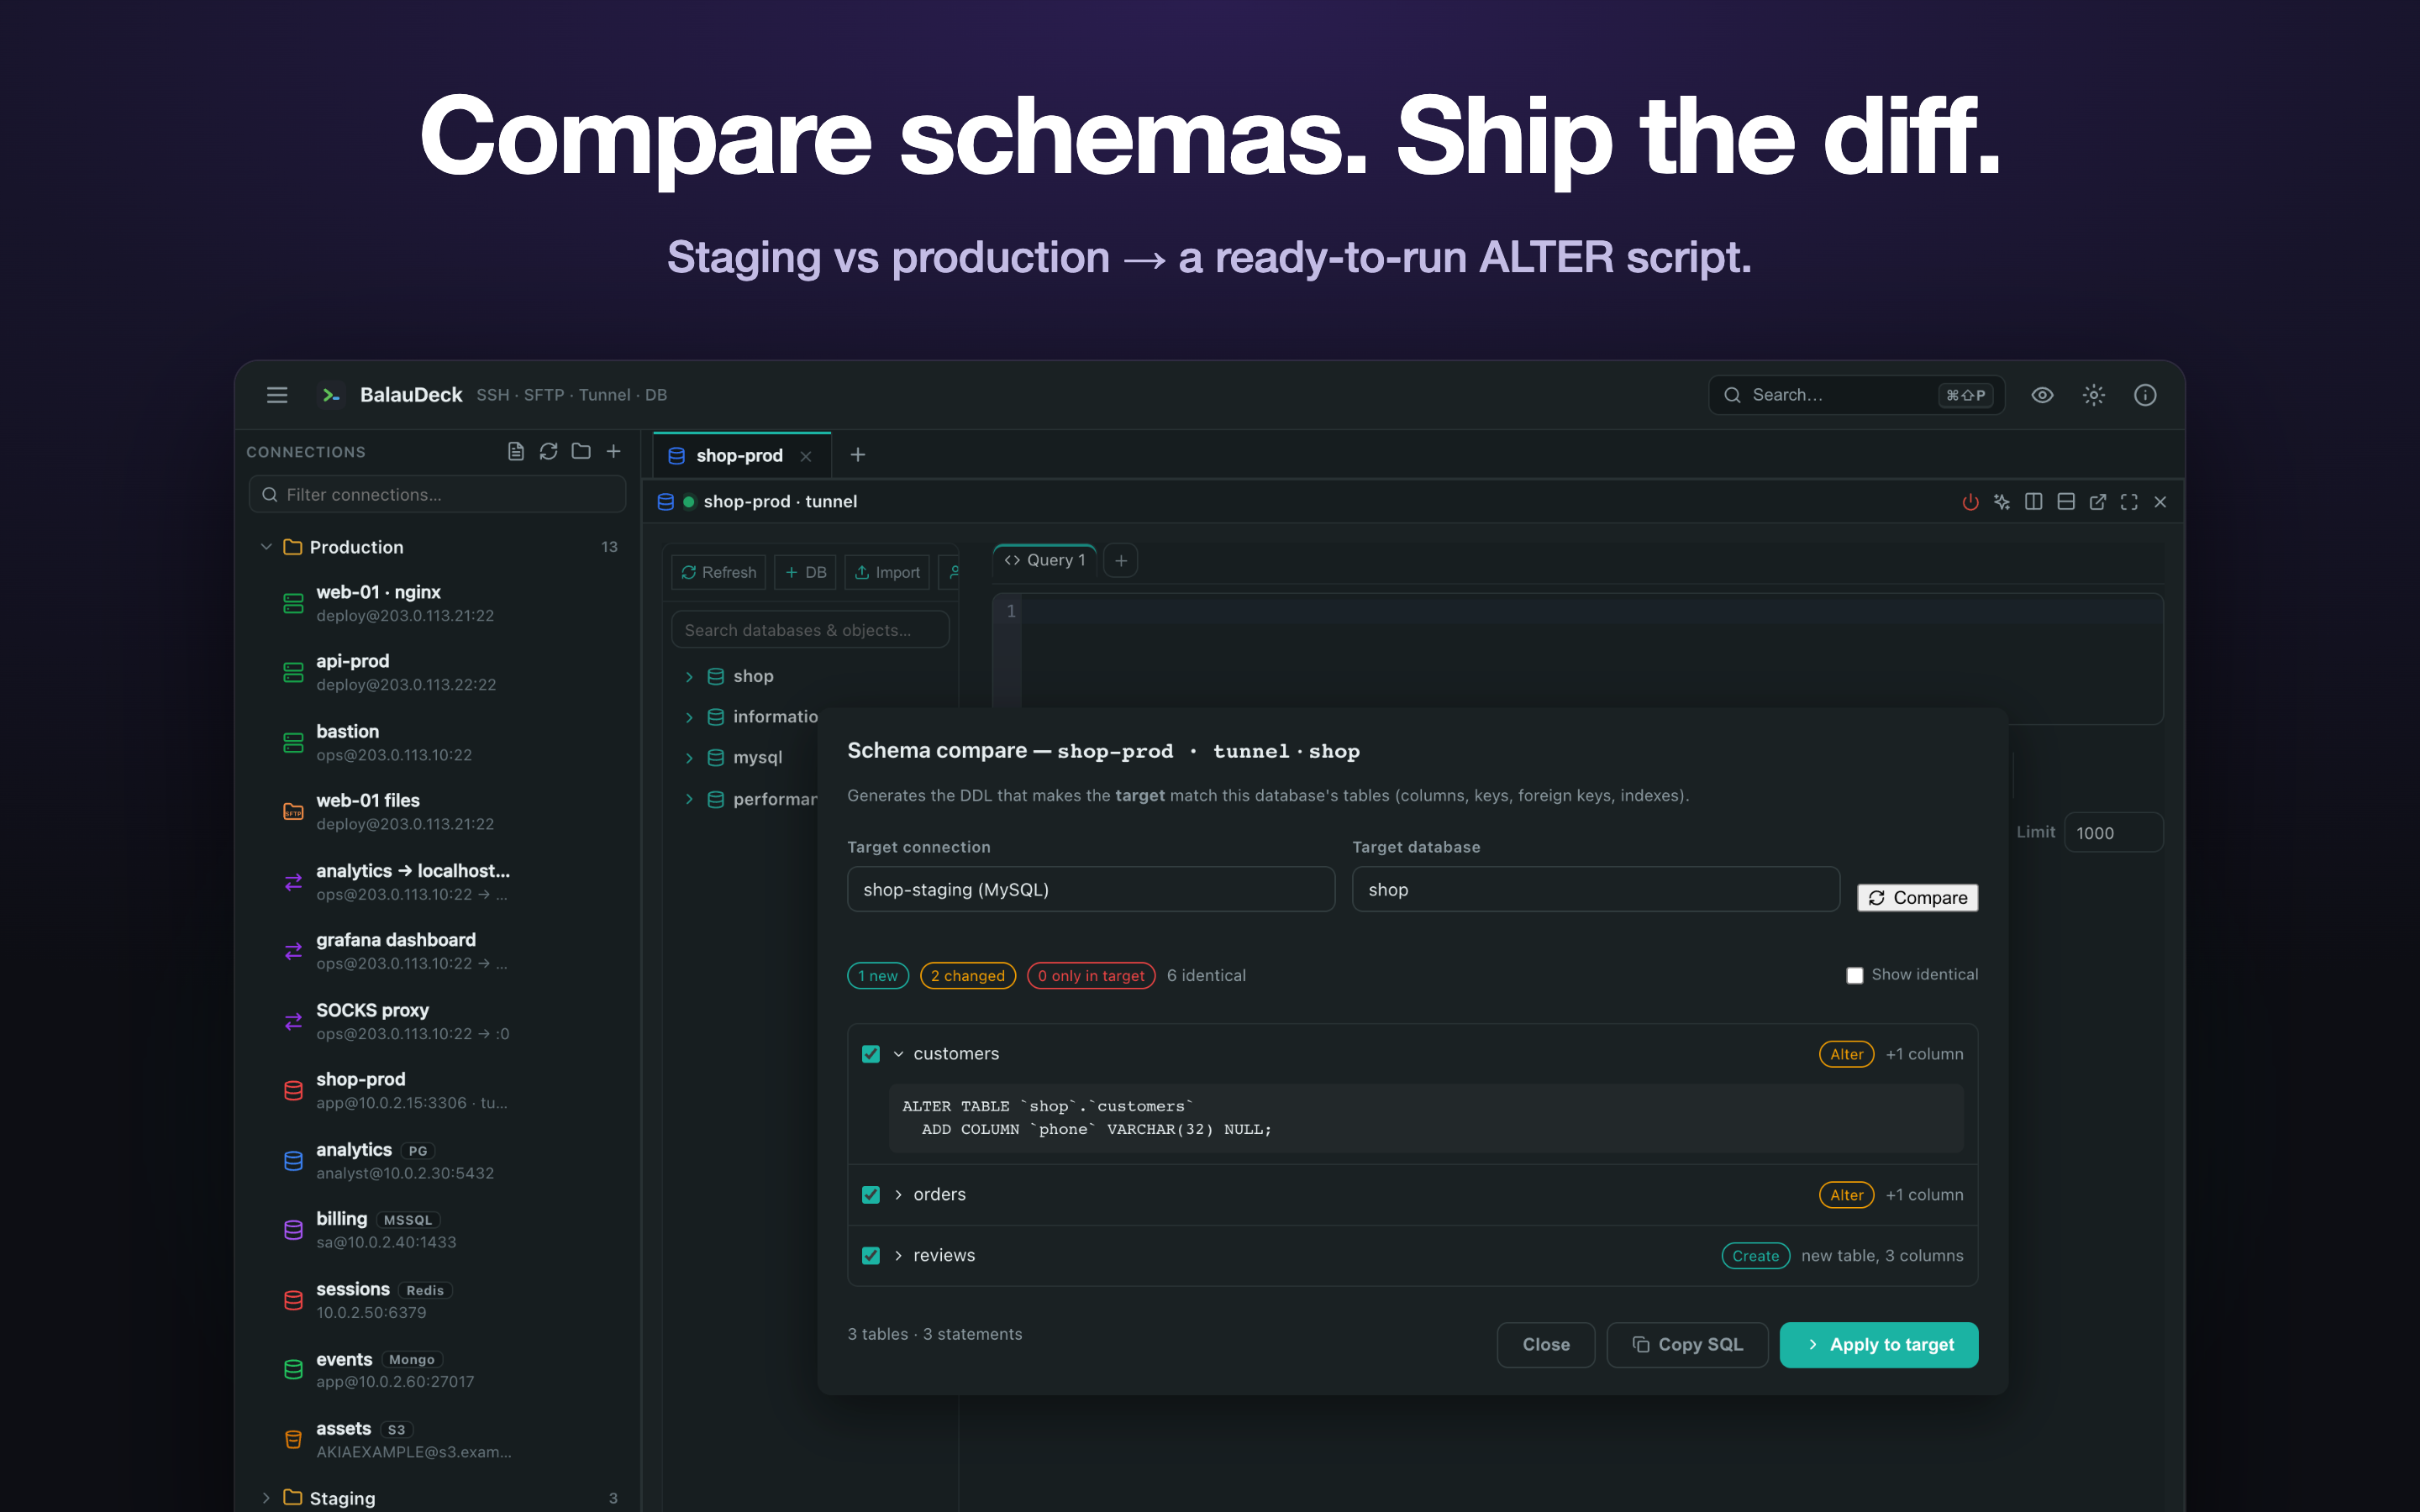 Compare schemas. Ship the diff.
Staging vs production → a ready-to-run ALTER script.
BalauDeck SSH · SFTP · Tunnel · DB
Search… ⌘⇧P
CONNECTIONS
Filter connections…
Production 13
web-01 · nginx
deploy@203.0.113.21:22
api-prod
deploy@203.0.113.22:22
bastion
ops@203.0.113.10:22
SFTP
web-01 files
deploy@203.0.113.21:22
analytics → localhost…
ops@203.0.113.10:22 → …
grafana dashboard
ops@203.0.113.10:22 → …
SOCKS proxy
ops@203.0.113.10:22 → :0
shop-prod
app@10.0.2.15:3306 · tu…
analytics PG
analyst@10.0.2.30:5432
billing MSSQL
sa@10.0.2.40:1433
sessions Redis
10.0.2.50:6379
events Mongo
app@10.0.2.60:27017
assets S3
AKIAEXAMPLE@s3.exam…
Staging 3
shop-prod
shop-prod · tunnel
Refresh + DB Import
Search databases & objects…
shop
informatio
mysql
performar
Query 1
1
Limit 1000
Schema compare — shop-prod · tunnel · shop
Generates the DDL that makes the target match this database's tables (columns, keys, foreign keys, indexes).
Target connection Target database
shop-staging (MySQL) shop Compare
1 new 2 changed 0 only in target 6 identical Show identical
customers Alter +1 column
ALTER TABLE `shop`.`customers`
ADD COLUMN `phone` VARCHAR(32) NULL;
orders Alter +1 column
reviews Create new table, 3 columns
3 tables · 3 statements Close Copy SQL Apply to target